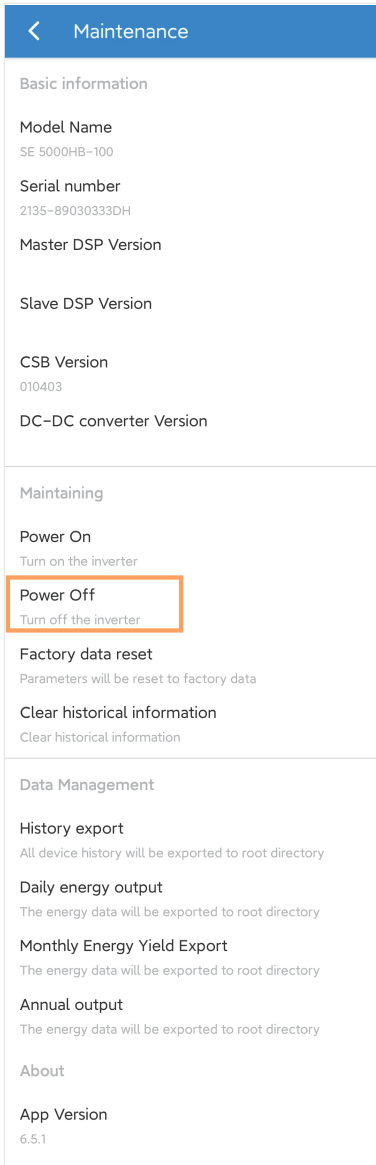 Maintenance
Basic information
Model Name
SE 5000HB-100
Serial number
2135-89030333DH
Master DSP Version
Slave DSP Version
CSB Version
010403
DC-DC converter Version
Maintaining
Power On
Turn on the inverter
Power Off
Turn off the inverter
Factory data reset
Parameters will be reset to factory data
Clear historical information
Clear historical information
Data Management
History export
All device history will be exported to root directory
Daily energy output
The energy data will be exported to root directory
Monthly Energy Yield Export
The energy data will be exported to root directory
Annual output
The energy data will be exported to root directory
About
App Version
6.5.1